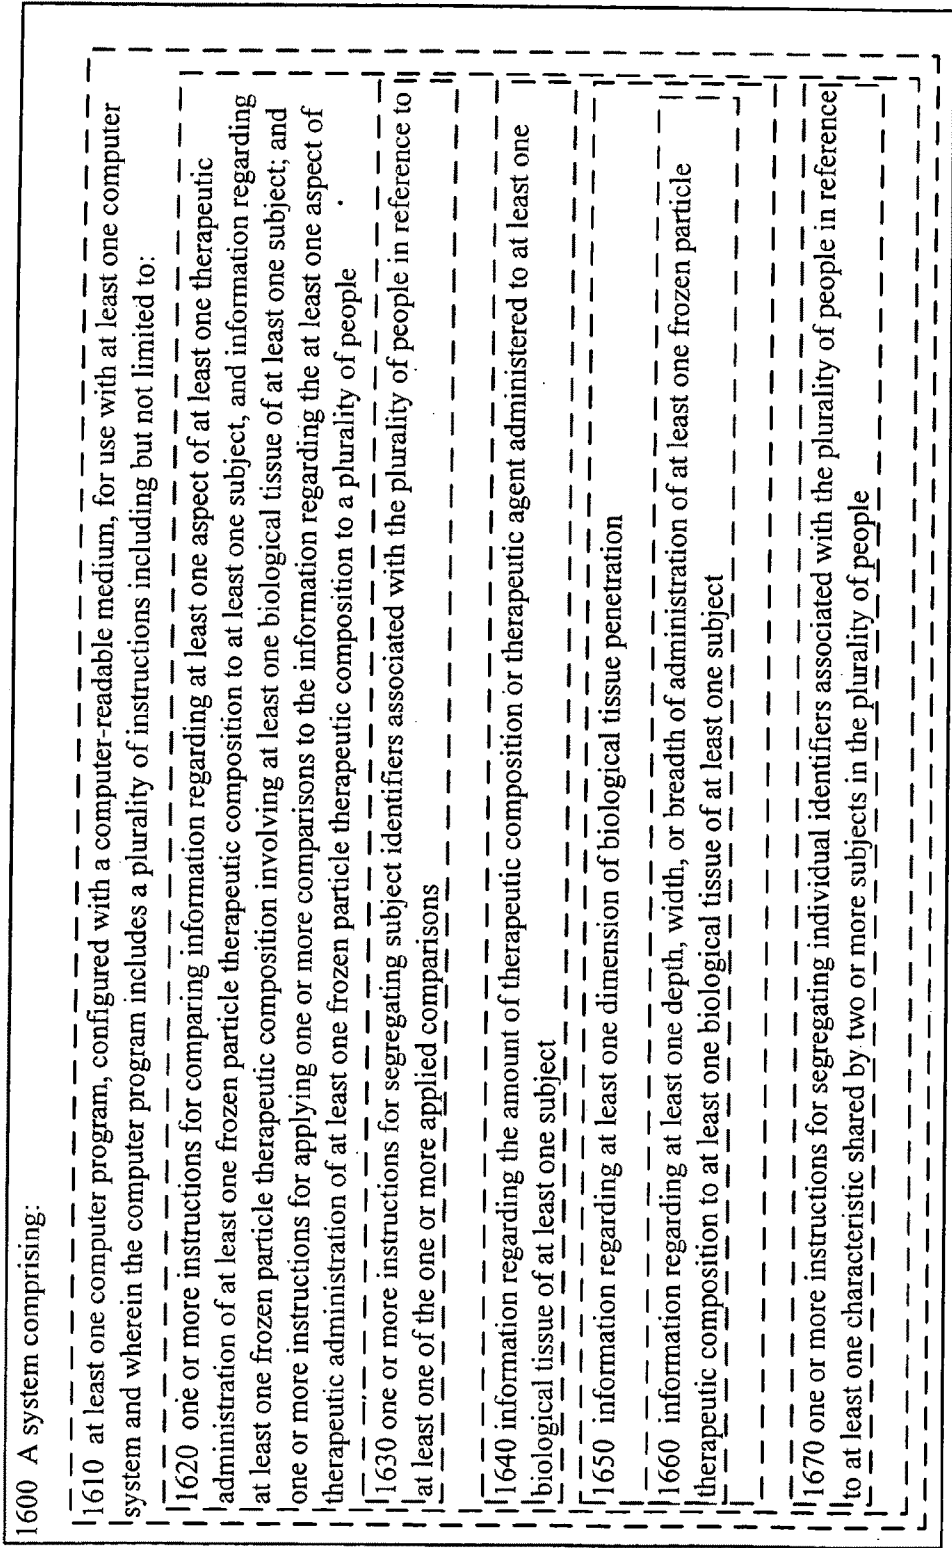 1600 A system comprising:
1610 at least one computer program, configured with a computer-readable medium, for use with at least one computer
system and wherein the computer program includes a plurality of instructions including but not limited to:
1620 one or more instructions for comparing information regarding at least one aspect of at least one therapeutic
administration of at least one frozen particle therapeutic composition to at least one subject, and information regarding
at least one frozen particle therapeutic composition involving at least one biological tissue of at least one subject; and
one or more instructions for applying one or more comparisons to the information regarding the at least one aspect of
therapeutic administration of at least one frozen particle therapeutic composition to a plurality of people
1630 one or more instructions for segregating subject identifiers associated with the plurality of people in reference to
at least one of the one or more applied comparisons
1640 information regarding the amount of therapeutic composition or therapeutic agent administered to at least one
biological tissue of at least one subject
1650 information regarding at least one dimension of biological tissue penetration
1660 information regarding at least one depth, width, or breadth of administration of at least one frozen particle
therapeutic composition to at least one biological tissue of at least one subject
1670 one or more instructions for segregating individual identifiers associated with the plurality of people in reference
to at least one characteristic shared by two or more subjects in the plurality of people